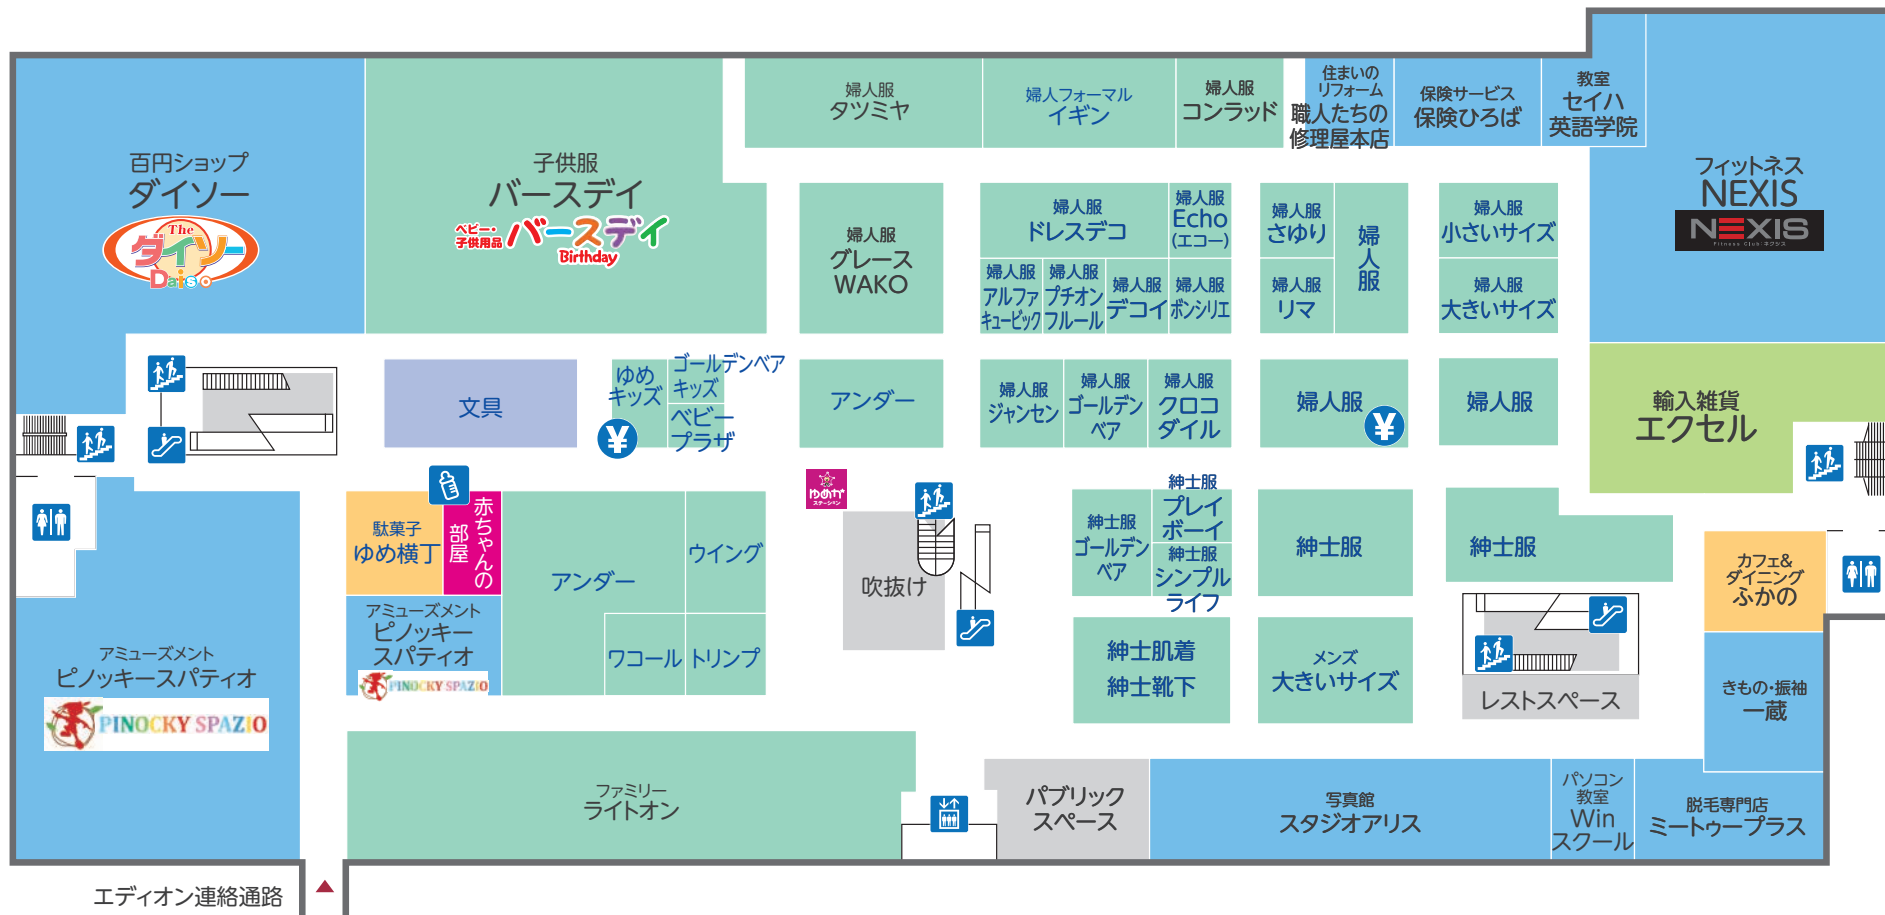 婦人服
タツミヤ
婦人フォーマル
イギン
婦人服
コンラッド
住まいの
リフォーム
職人たちの
修理屋本店
保険サービス
保険ひろば
教室
セイハ
英語学院
百円ショップ
ダイソー
The
ダイソー
Daiso
子供服
バースデイ
ベビー・
子供用品
バースデイ
Birthday
婦人服
グレース
WAKO
婦人服
ドレスデコ
婦人服
Echo
(エコー)
婦人服
アルファ
キュービック
婦人服
プチオン
フルール
婦人服
デコイ
婦人服
ボンシリエ
婦人服
さゆり
婦人服
リマ
婦人服
婦人服
小さいサイズ
婦人服
大きいサイズ
フィットネス
NEXIS
NEXIS
Fitness Club ネクシス
文具
ゆめ
キッズ
ゴールデンベア
キッズ
ベビー
プラザ
¥
アンダー
婦人服
ジャンセン
婦人服
ゴールデン
ベア
婦人服
クロコ
ダイル
婦人服
¥
婦人服
輸入雑貨
エクセル
駄菓子
ゆめ横丁
赤ちゃんの
部屋
アンダー
ウイング
ワコール
トリンプ
ゆめか
ステーション
吹抜け
紳士服
ゴールデン
ベア
紳士服
プレイ
ボーイ
紳士服
シンプル
ライフ
紳士服
紳士服
カフェ&
ダイニング
ふかの
アミューズメント
ピノッキー
スパティオ
PINOCKY SPAZIO
アミューズメント
ピノッキースパティオ
PINOCKY SPAZIO
紳士肌着
紳士靴下
メンズ
大きいサイズ
レストスペース
きもの・振袖
一蔵
ファミリー
ライトオン
パブリック
スペース
写真館
スタジオアリス
パソコン
教室
Win
スクール
脱毛専門店
ミュートゥープラス
エディオン連絡通路